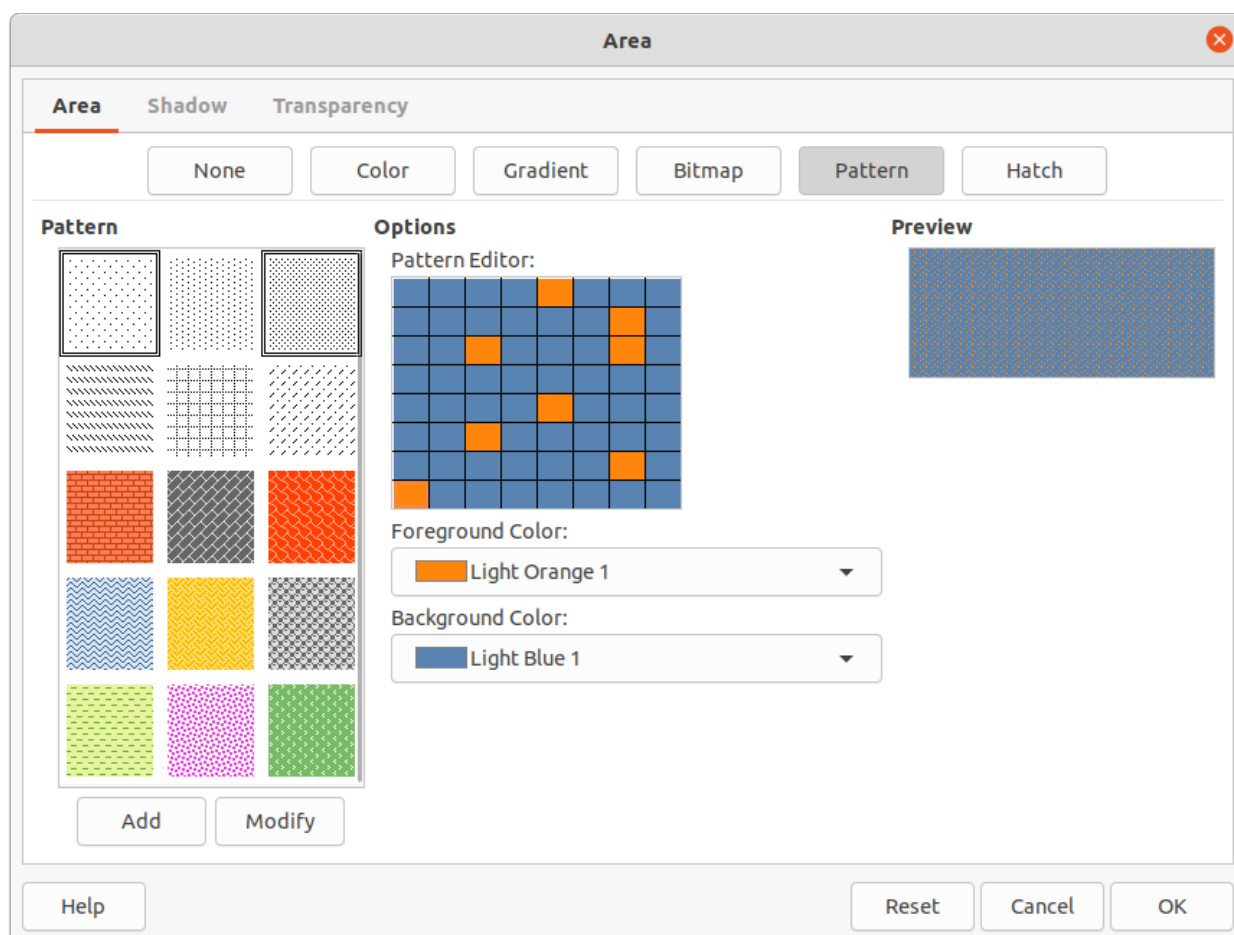 Area
Area Shadow Transparency
None Color Gradient Bitmap Pattern Hatch
Pattern Options Preview
Pattern Editor:
Foreground Color:
Light Orange 1
Background Color:
Light Blue 1
Add Modify
Help Reset Cancel OK